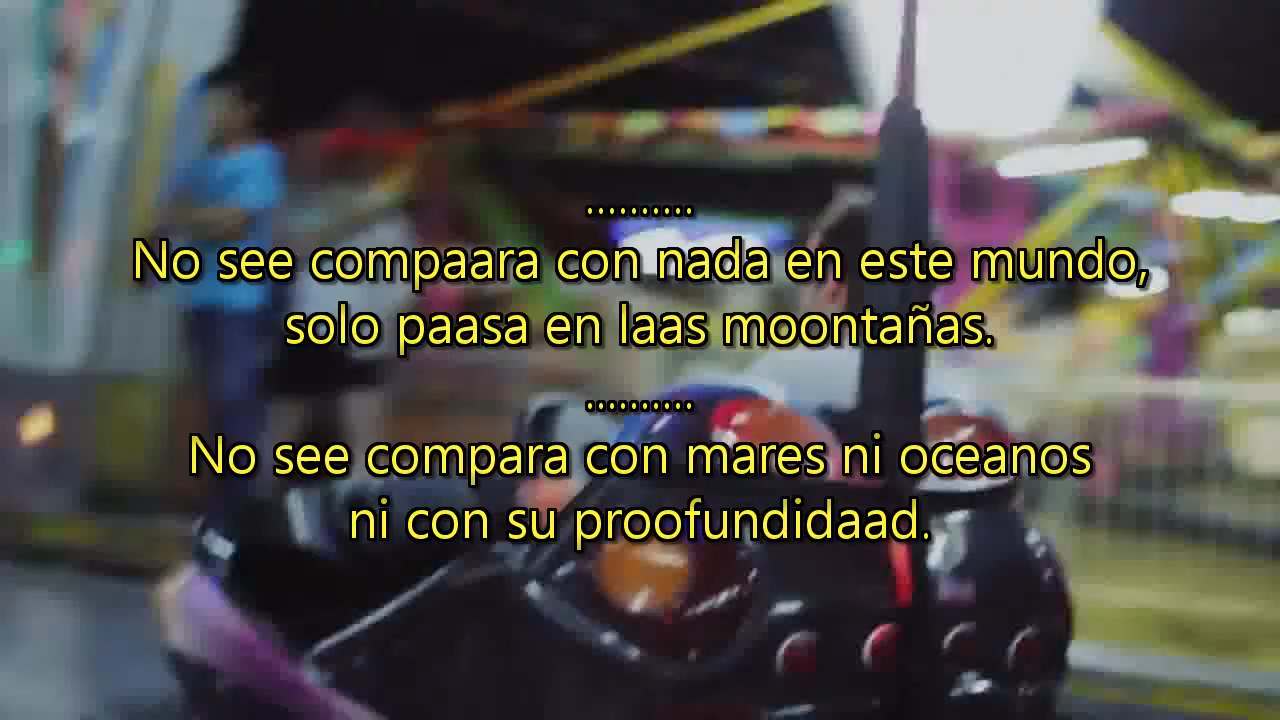 ..........
No see compaara con nada en este mundo,
solo paasa en laas moontañas.
..........
No see compara con mares ni oceanos
ni con su proofundidaad.